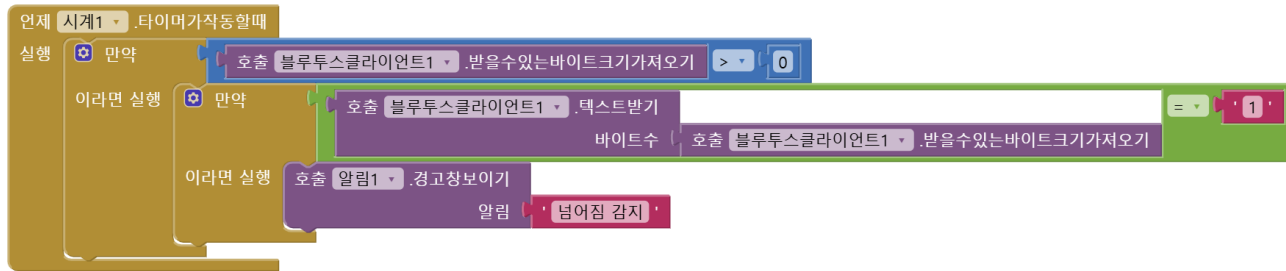 언제 시계1 .타이머가작동할때
실행 만약 호출 블루투스클라이언트1 .받을수있는바이트크기가져오기 > 0
이라면 실행 만약 호출 블루투스클라이언트1 .텍스트받기 = ' 1 '
바이트수 호출 블루투스클라이언트1 .받을수있는바이트크기가져오기
이라면 실행 호출 알림1 .경고창보이기
알림 ' 넘어짐 감지 '